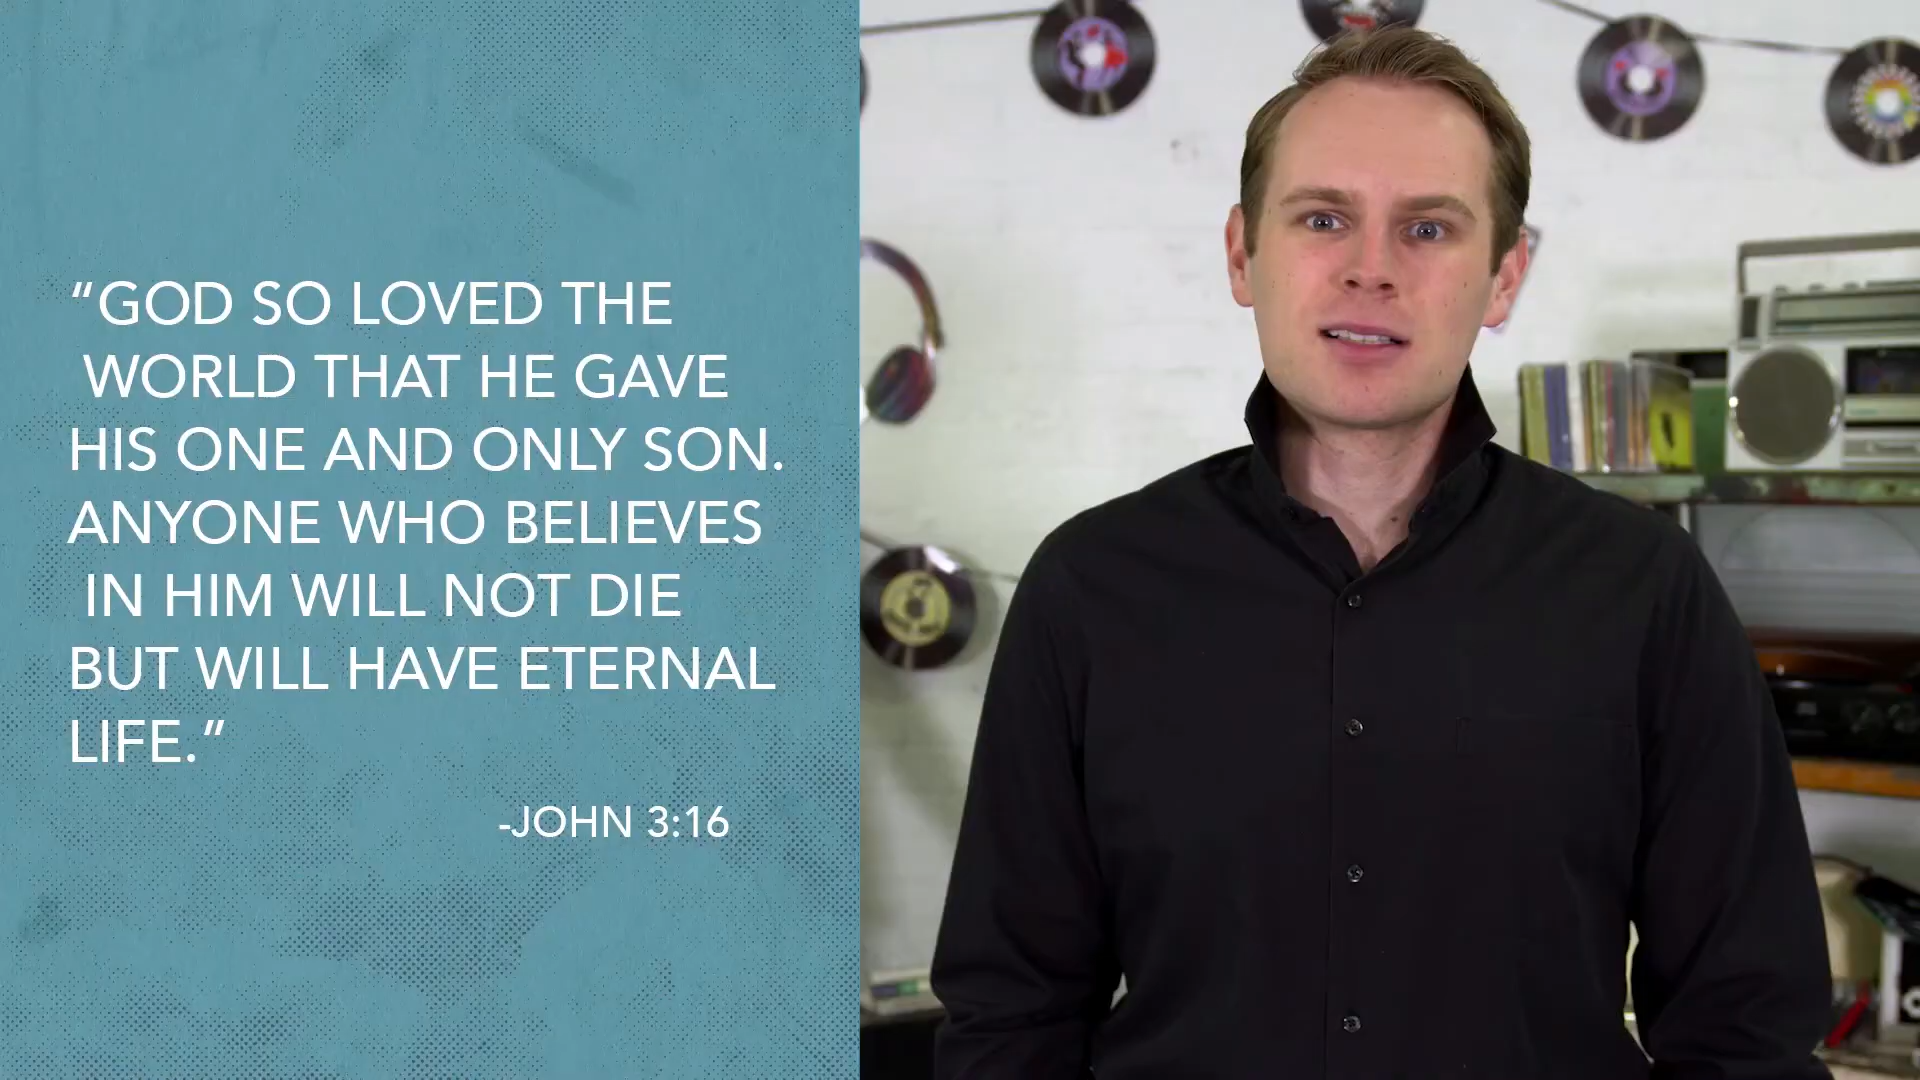 “GOD SO LOVED THE
WORLD THAT HE GAVE
HIS ONE AND ONLY SON.
ANYONE WHO BELIEVES
IN HIM WILL NOT DIE
BUT WILL HAVE ETERNAL
LIFE.”
-JOHN 3:16